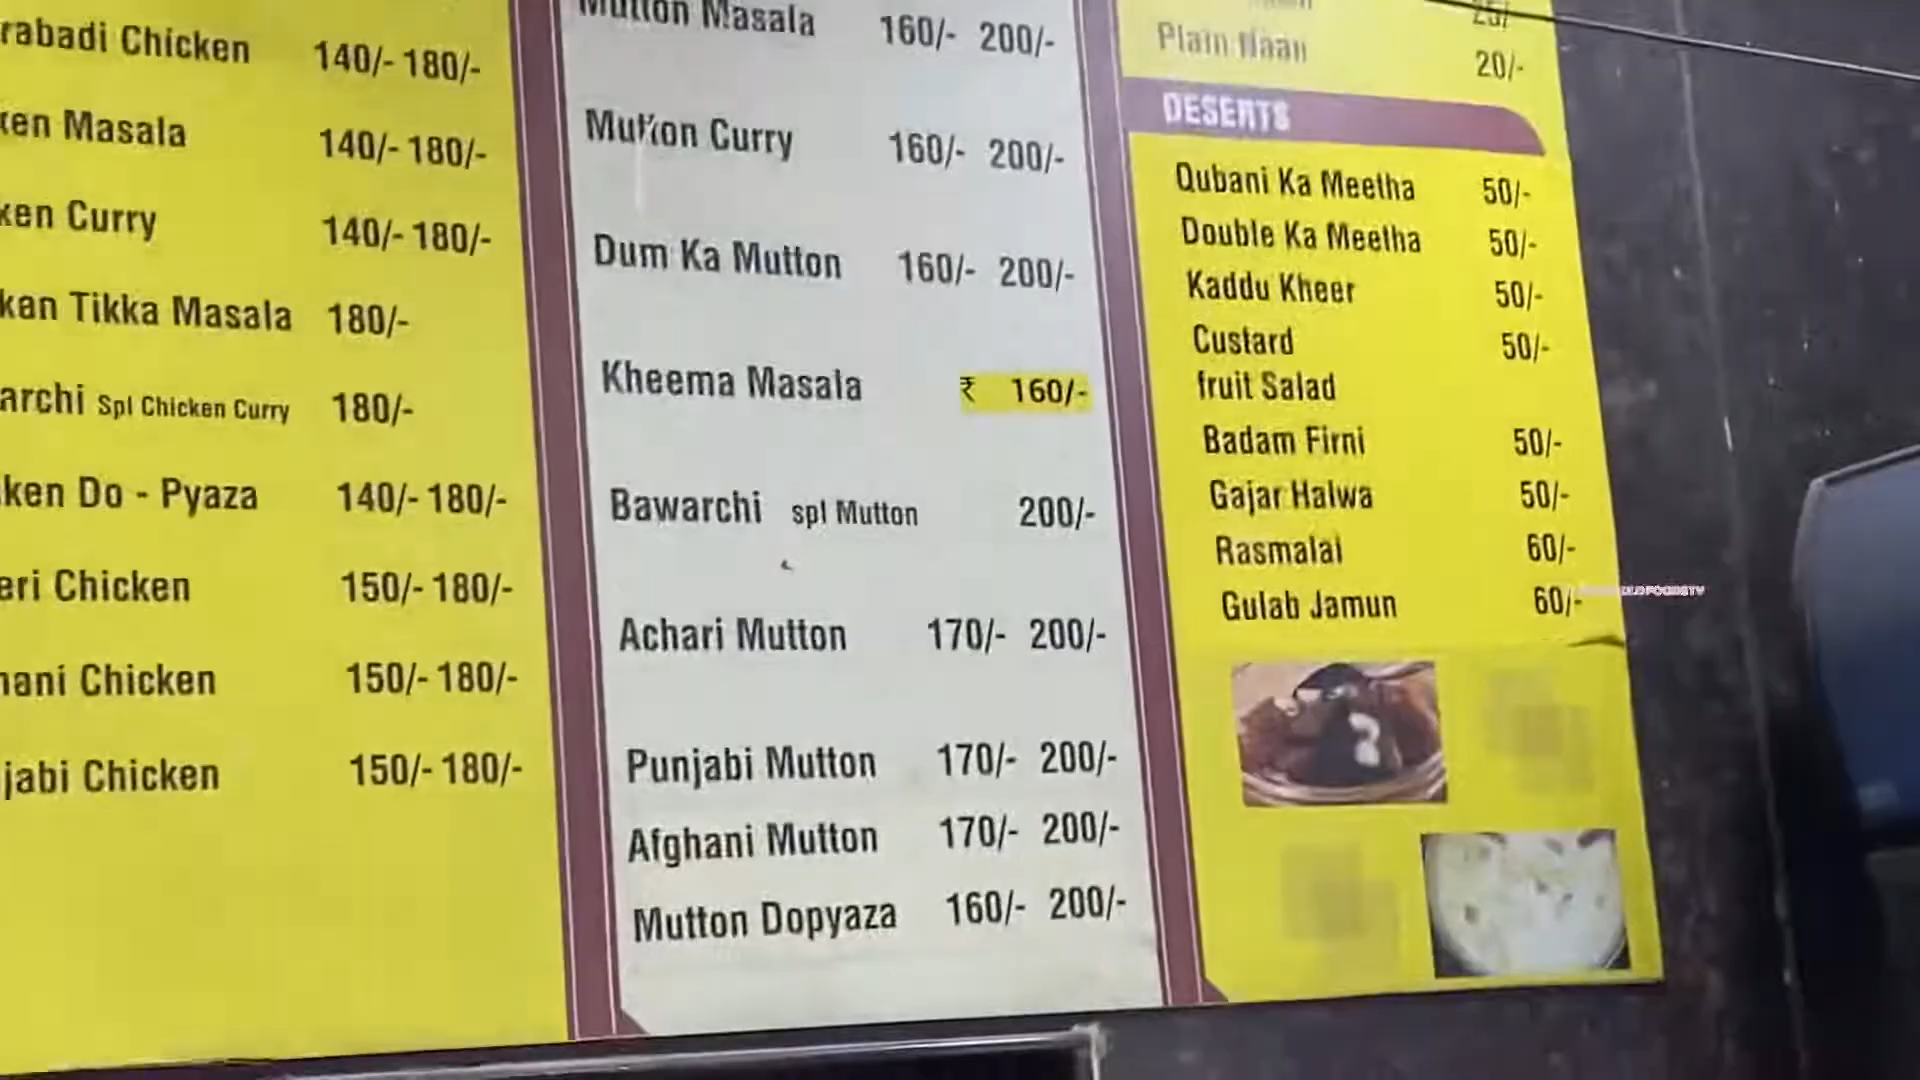 rabadi Chicken 140/- 180/-
ken Masala 140/- 180/-
ken Curry 140/- 180/-
ken Tikka Masala 180/-
archi Spl Chicken Curry 180/-
ken Do - Pyaza 140/- 180/-
eri Chicken 150/- 180/-
hani Chicken 150/- 180/-
jabi Chicken 150/- 180/-
Mutton Masala 160/- 200/-
Mutton Curry 160/- 200/-
Dum Ka Mutton 160/- 200/-
Kheema Masala ₹ 160/-
Bawarchi spl Mutton 200/-
Achari Mutton 170/- 200/-
Punjabi Mutton 170/- 200/-
Afghani Mutton 170/- 200/-
Mutton Dopyaza 160/- 200/-
25/-
Plain Naan 20/-
DESERTS
Qubani Ka Meetha 50/-
Double Ka Meetha 50/-
Kaddu Kheer 50/-
Custard 50/-
fruit Salad
Badam Firni 50/-
Gajar Halwa 50/-
Rasmalai 60/-
Gulab Jamun 60/-